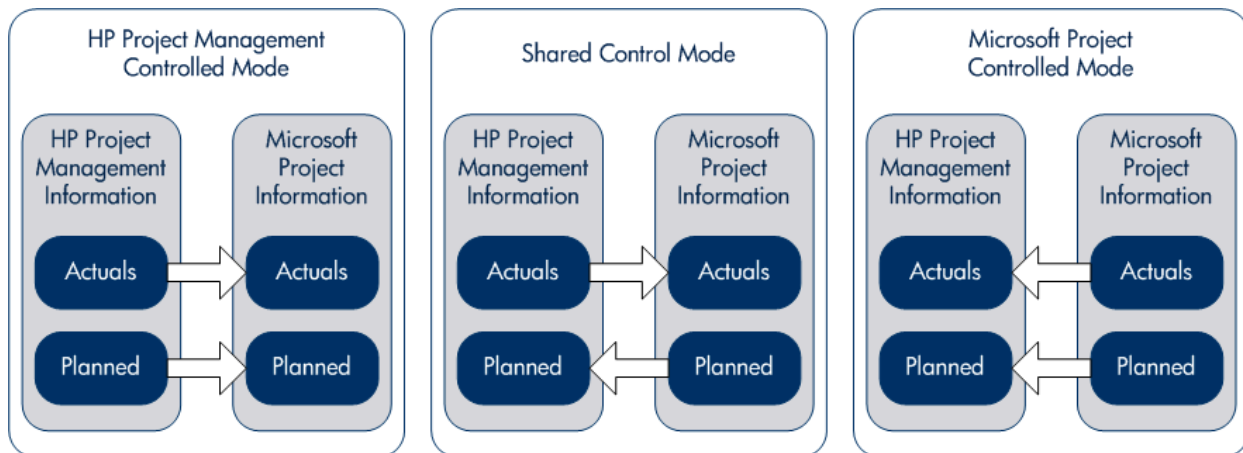 HP Project Management
Controlled Mode
HP Project
Management
Information
Microsoft
Project
Information
Actuals
Actuals
Planned
Planned
Shared Control Mode
HP Project
Management
Information
Microsoft
Project
Information
Actuals
Actuals
Planned
Planned
Microsoft Project
Controlled Mode
HP Project
Management
Information
Microsoft
Project
Information
Actuals
Actuals
Planned
Planned